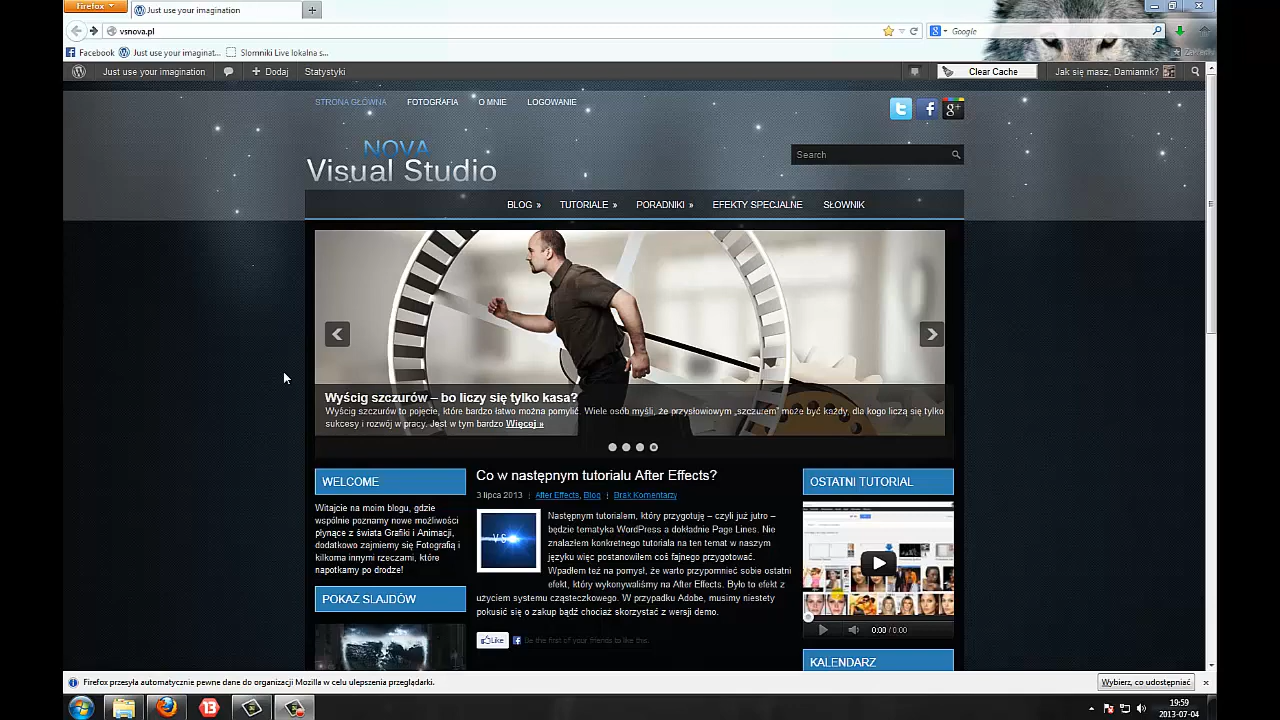 Firefox
Just use your imagination
vsnova.pl
Google
Facebook
Just use your imaginat...
Slomniki Live lokalna s...
Just use your imagination
Dodaj
Statystyki
Clear Cache
Jak się masz, Damiannk?
STRONA GŁÓWNA
FOTOGRAFIA
O MNIE
LOGOWANIE
NOVA
Visual Studio
Search
BLOG »
TUTORIALE »
PORADNIKI »
EFEKTY SPECJALNE
SŁOWNIK
Wyścig szczurów – bo liczy się tylko kasa?
Wyścig szczurów to pojęcie, które bardzo łatwo można pomylić. Wiele osób myśli, że przysłowiowym „szczurem” może być każdy, dla kogo liczą się tylko
sukcesy i rozwój w pracy. Jest w tym bardzo Więcej »
WELCOME
Witajcie na moim blogu, gdzie
wspólnie poznamy nowe możliwości
płynące z świata Grafiki i Animacji,
dodatkowo zajmiemy się Fotografią i
kilkoma innymi rzeczami, które
napotkamy po drodze!
POKAZ SLAJDÓW
Co w następnym tutorialu After Effects?
3 lipca 2013 | After Effects, Blog | Brak Komentarzy
Następnym tutorialem, który przygotuję – czyli już jutro –
będzie tematyka WordPress a dokładnie Page Lines. Nie
znalazłem konkretnego tutoriala na ten temat w naszym
języku więc postanowiłem coś fajnego przygotować.
Wpadłem też na pomysł, że warto przypomnieć sobie ostatni
efekt, który wykonywaliśmy na After Effects. Było to efekt z
użyciem systemu cząsteczkowego. W przypadku Adobe, musimy niestety
pokusić się o zakup bądź chociaż skorzystać z wersji demo.
Like
Be the first of your friends to like this.
OSTATNI TUTORIAL
0:00 / 0:00
KALENDARZ
Firefox przesyła automatycznie pewne dane do organizacji Mozilla w celu ulepszenia przeglądarki.
Wybierz, co udostępniać
19:59
2013-07-04